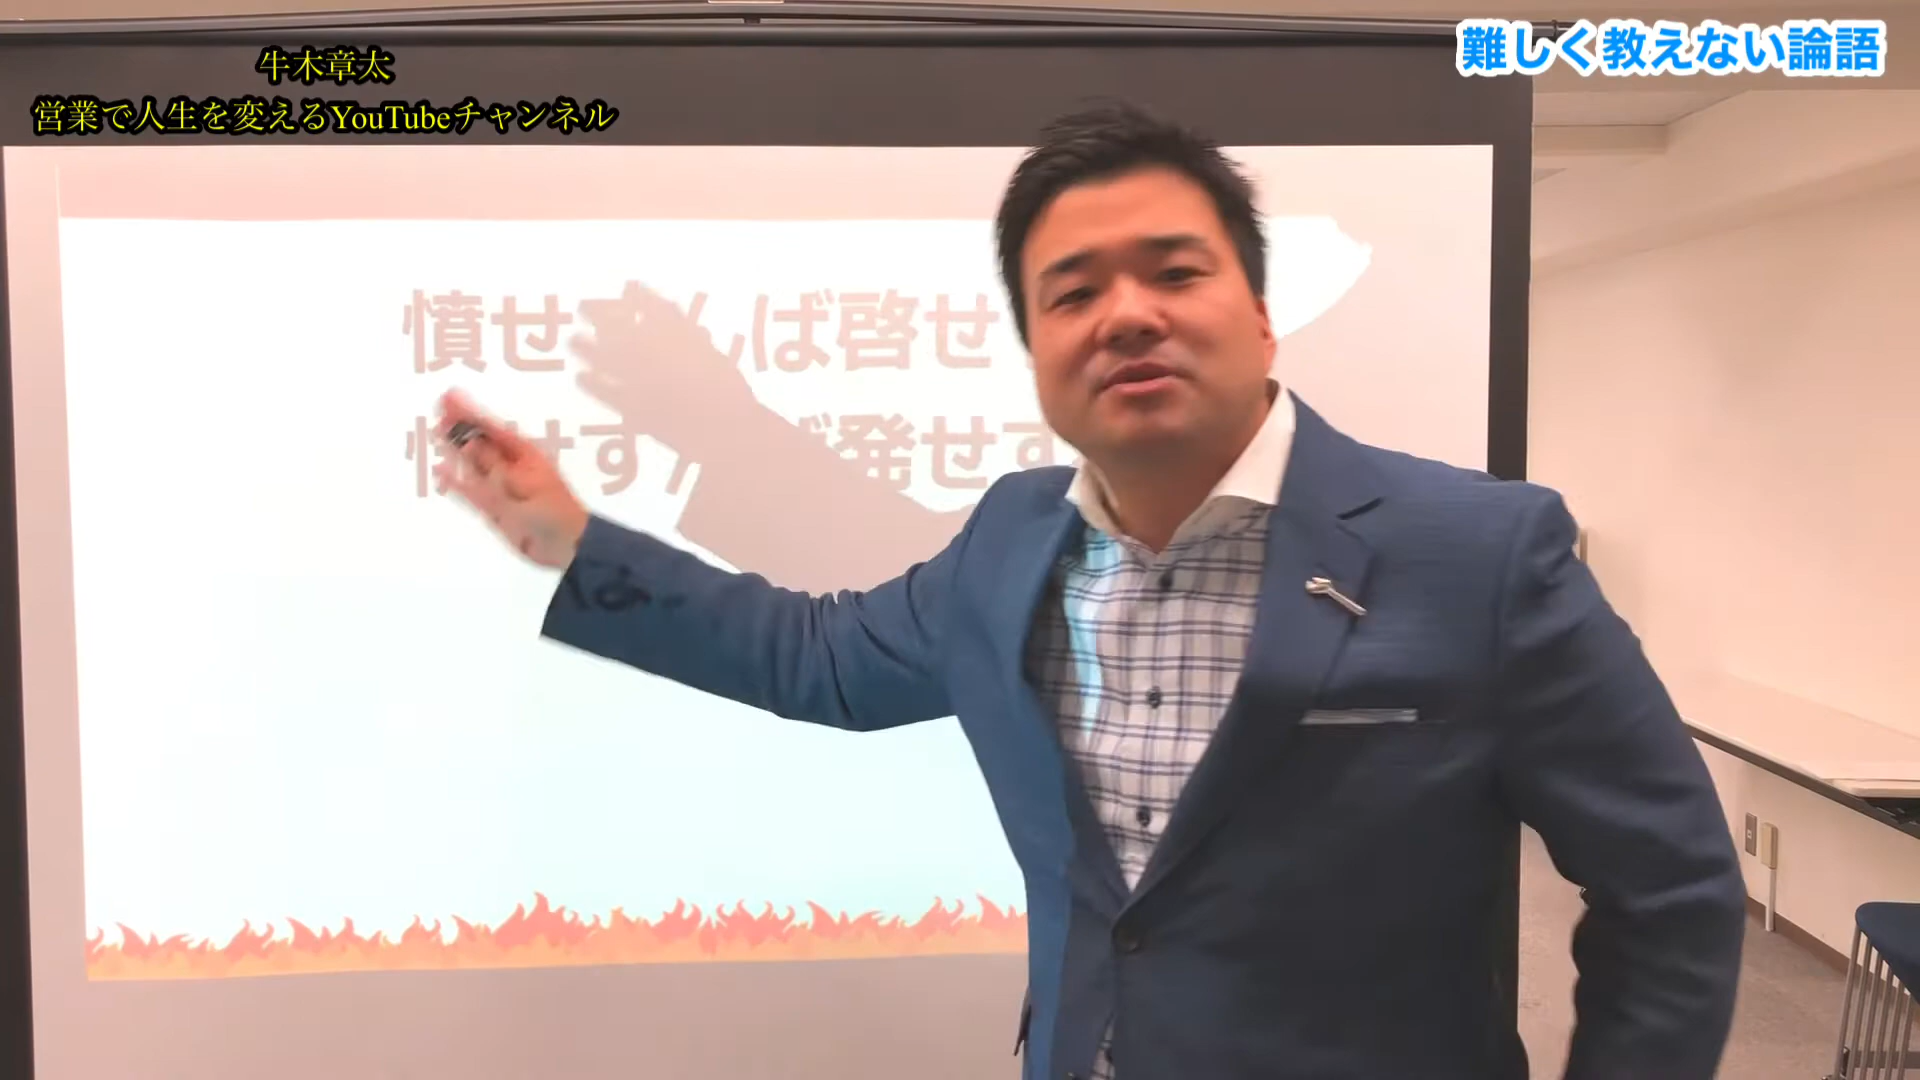 難しく教えない論語
牛木章太
営業で人生を変えるYouTubeチャンネル
憤せ んば啓せ
せす 発せず